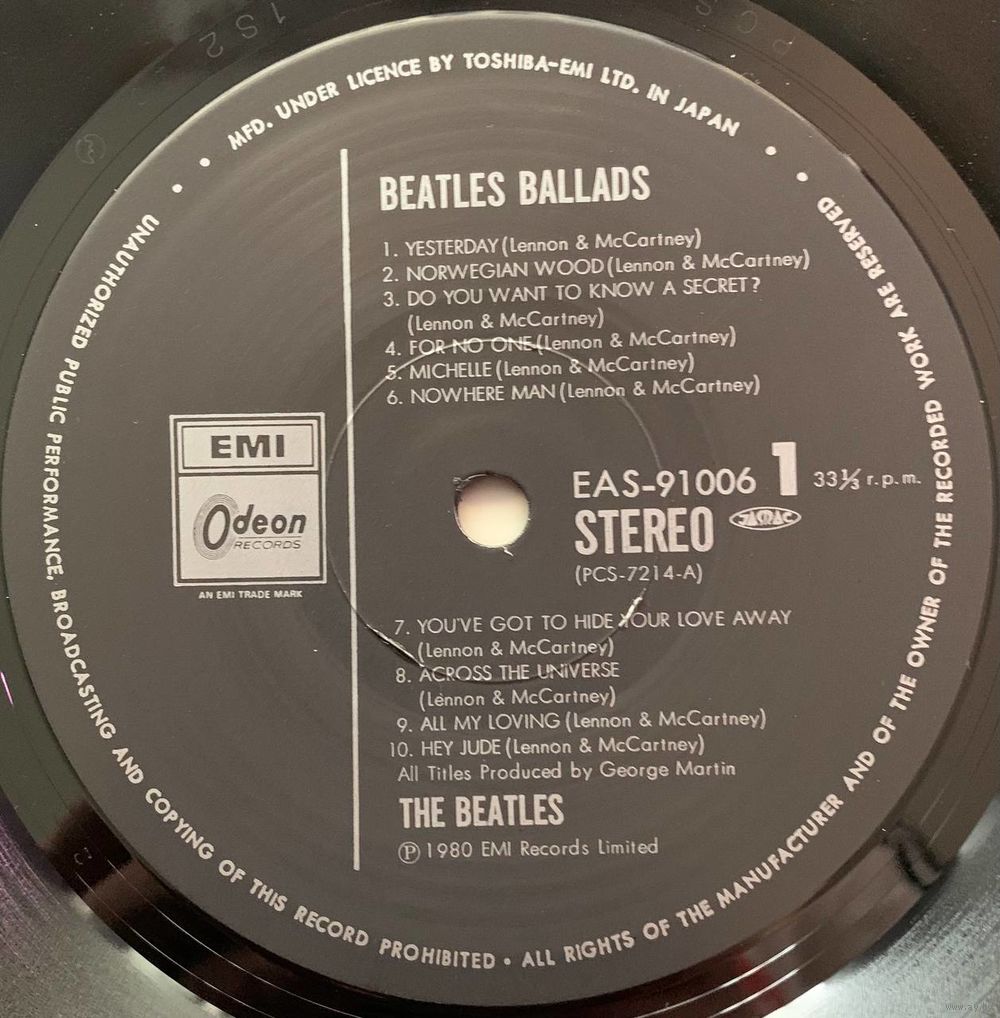 MFD. UNDER LICENCE BY TOSHIBA-EMI LTD. IN JAPAN
BEATLES BALLADS
1. YESTERDAY (Lennon & McCartney)
2. NORWEGIAN WOOD (Lennon & McCartney)
3. DO YOU WANT TO KNOW A SECRET?
(Lennon & McCartney)
4. FOR NO ONE (Lennon & McCartney)
5. MICHELLE (Lennon & McCartney)
6. NOWHERE MAN (Lennon & McCartney)
EMI
Odeon
RECORDS
AN EMI TRADE MARK
EAS-91006 1 33⅓ r.p.m.
STEREO JASRAC
(PCS-7214-A)
7. YOU'VE GOT TO HIDE YOUR LOVE AWAY
(Lennon & McCartney)
8. ACROSS THE UNIVERSE
(Lennon & McCartney)
9. ALL MY LOVING (Lennon & McCartney)
10. HEY JUDE (Lennon & McCartney)
All Titles Produced by George Martin
THE BEATLES
Ⓟ 1980 EMI Records Limited
UNAUTHORIZED PUBLIC PERFORMANCE, BROADCASTING AND COPYING OF THIS RECORD PROHIBITED • ALL RIGHTS OF THE MANUFACTURER AND OF THE OWNER OF THE RECORDED WORK ARE RESERVED
1S2
PCS